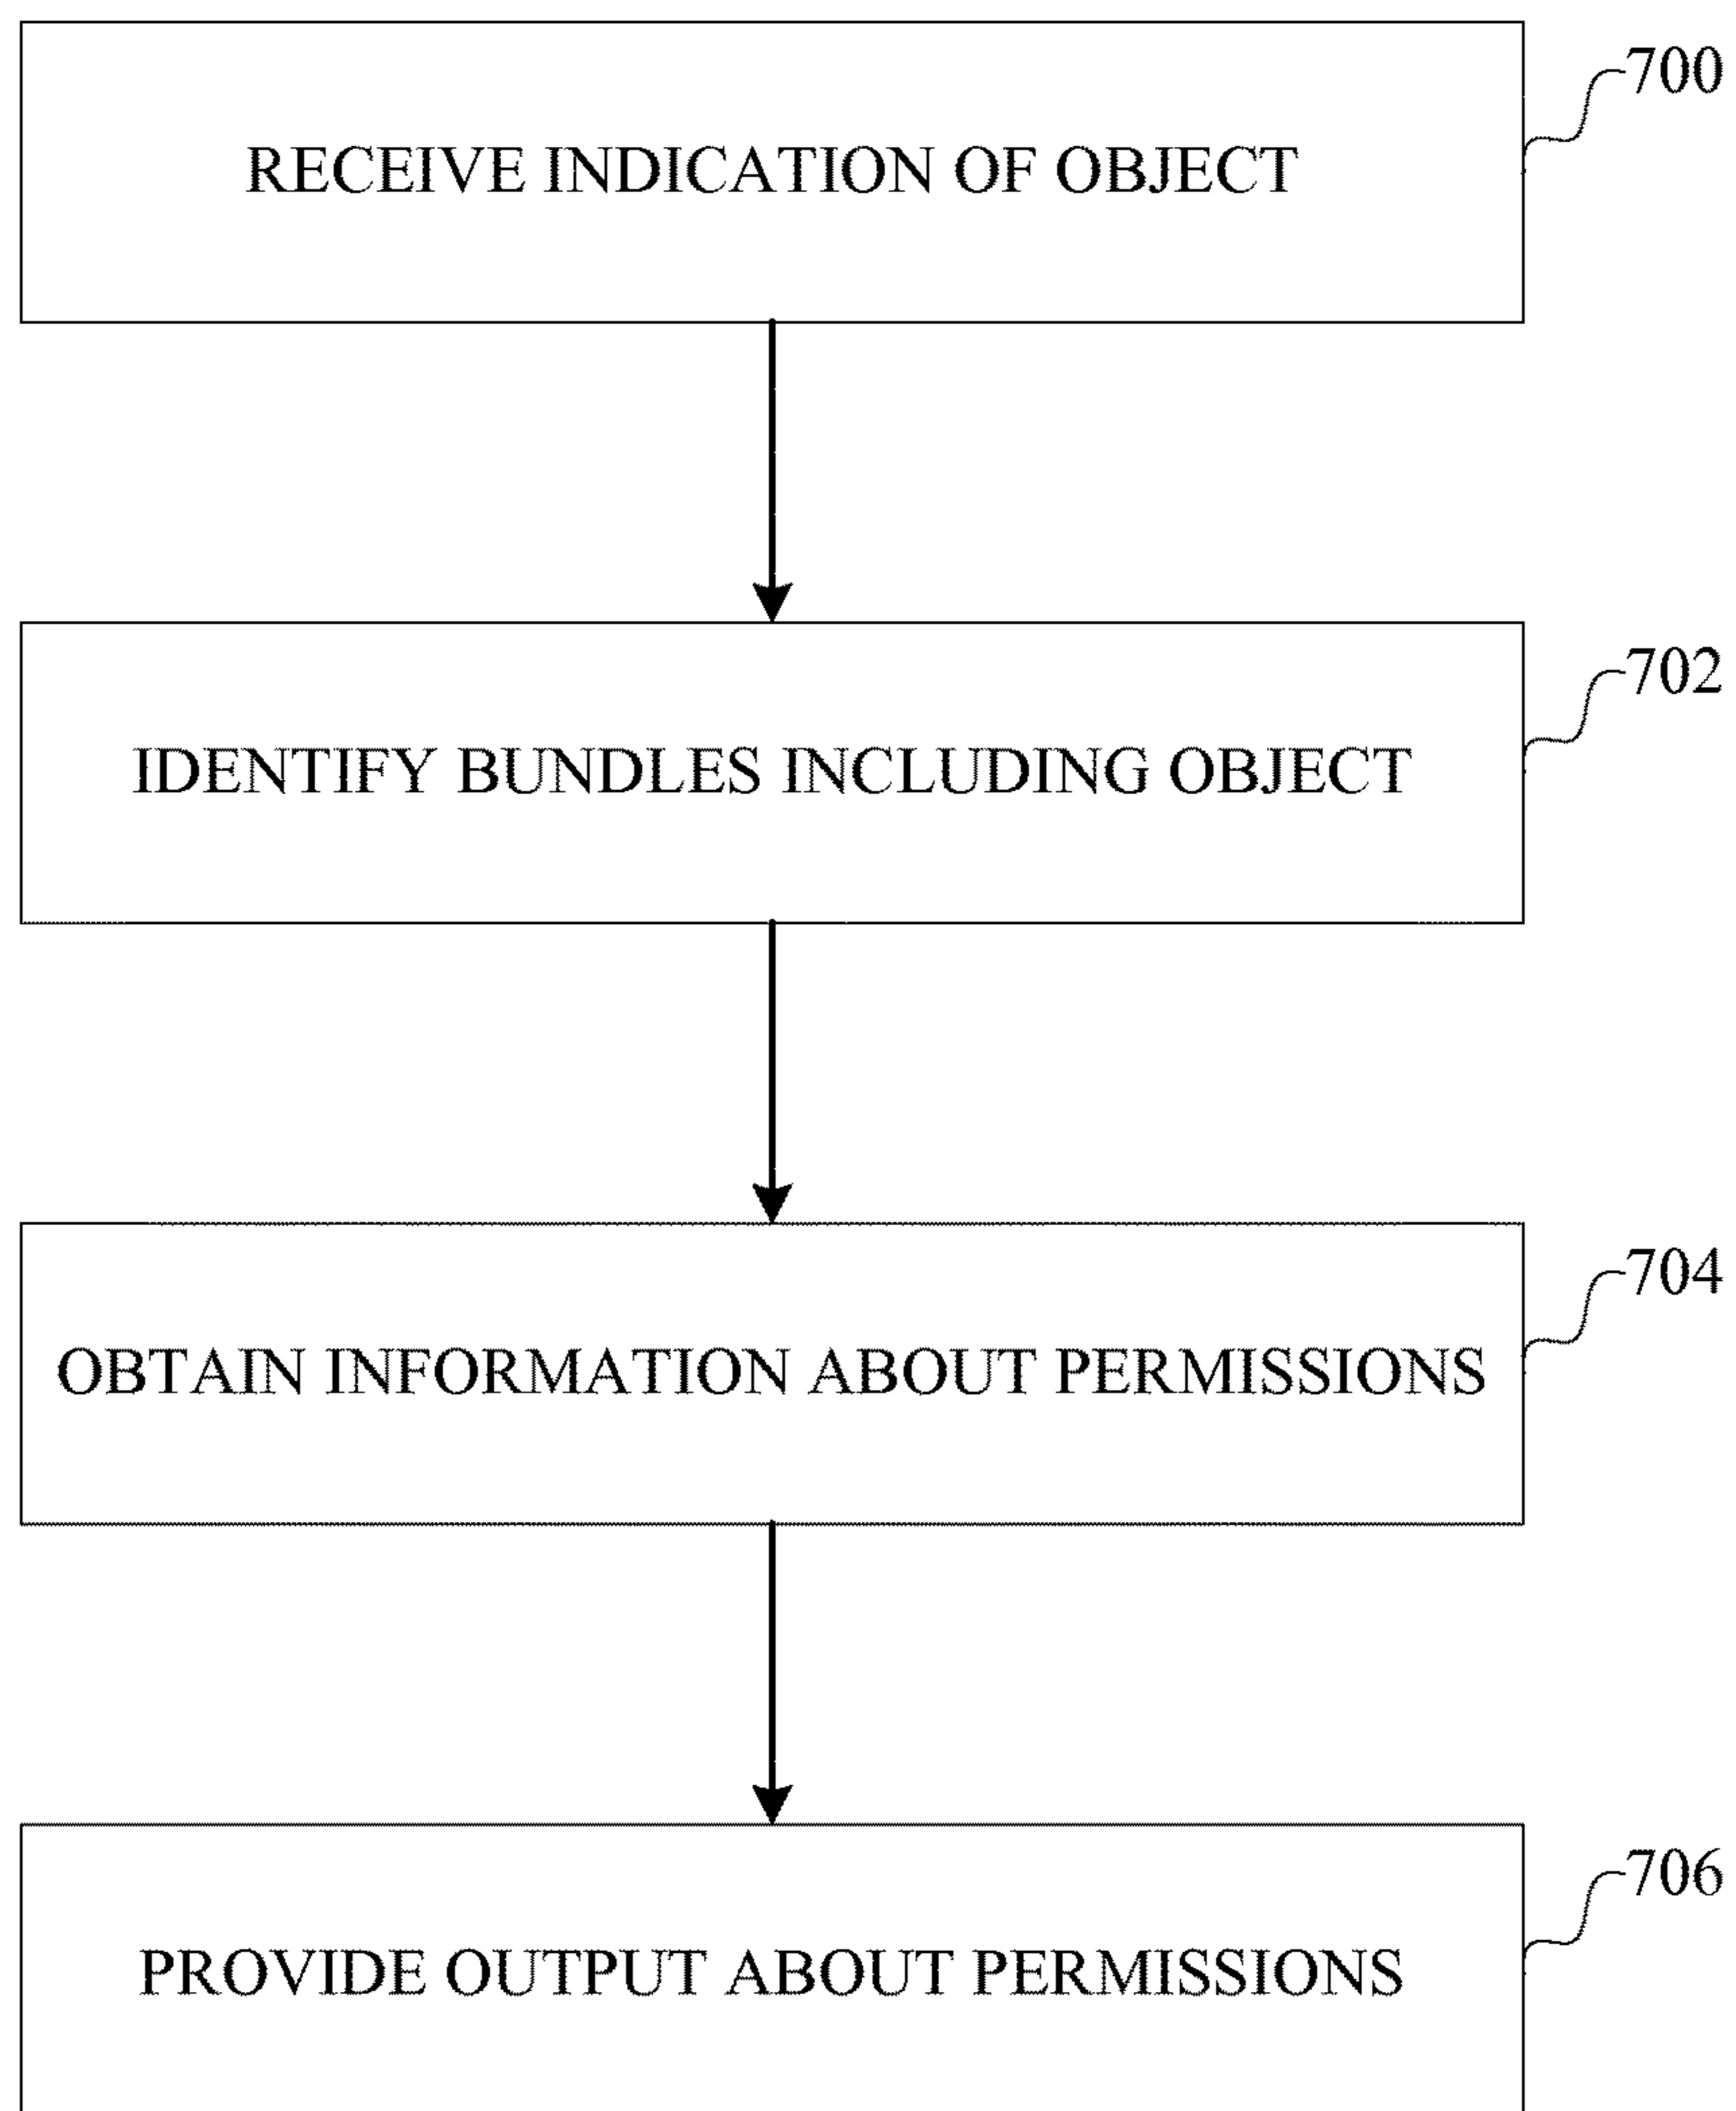 700
RECEIVE INDICATION OF OBJECT
702
IDENTIFY BUNDLES INCLUDING OBJECT
704
OBTAIN INFORMATION ABOUT PERMISSIONS
706
PROVIDE OUTPUT ABOUT PERMISSIONS